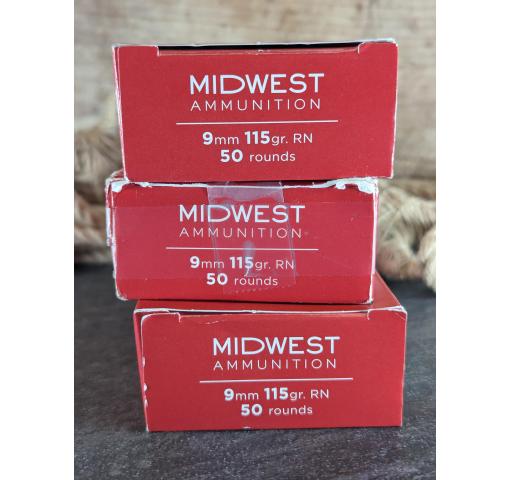 MIDWEST
AMMUNITION
9mm 115gr. RN
50 rounds
MIDWEST
AMMUNITION
9mm 115gr. RN
50 rounds
MIDWEST
AMMUNITION
9mm 115gr. RN
50 rounds